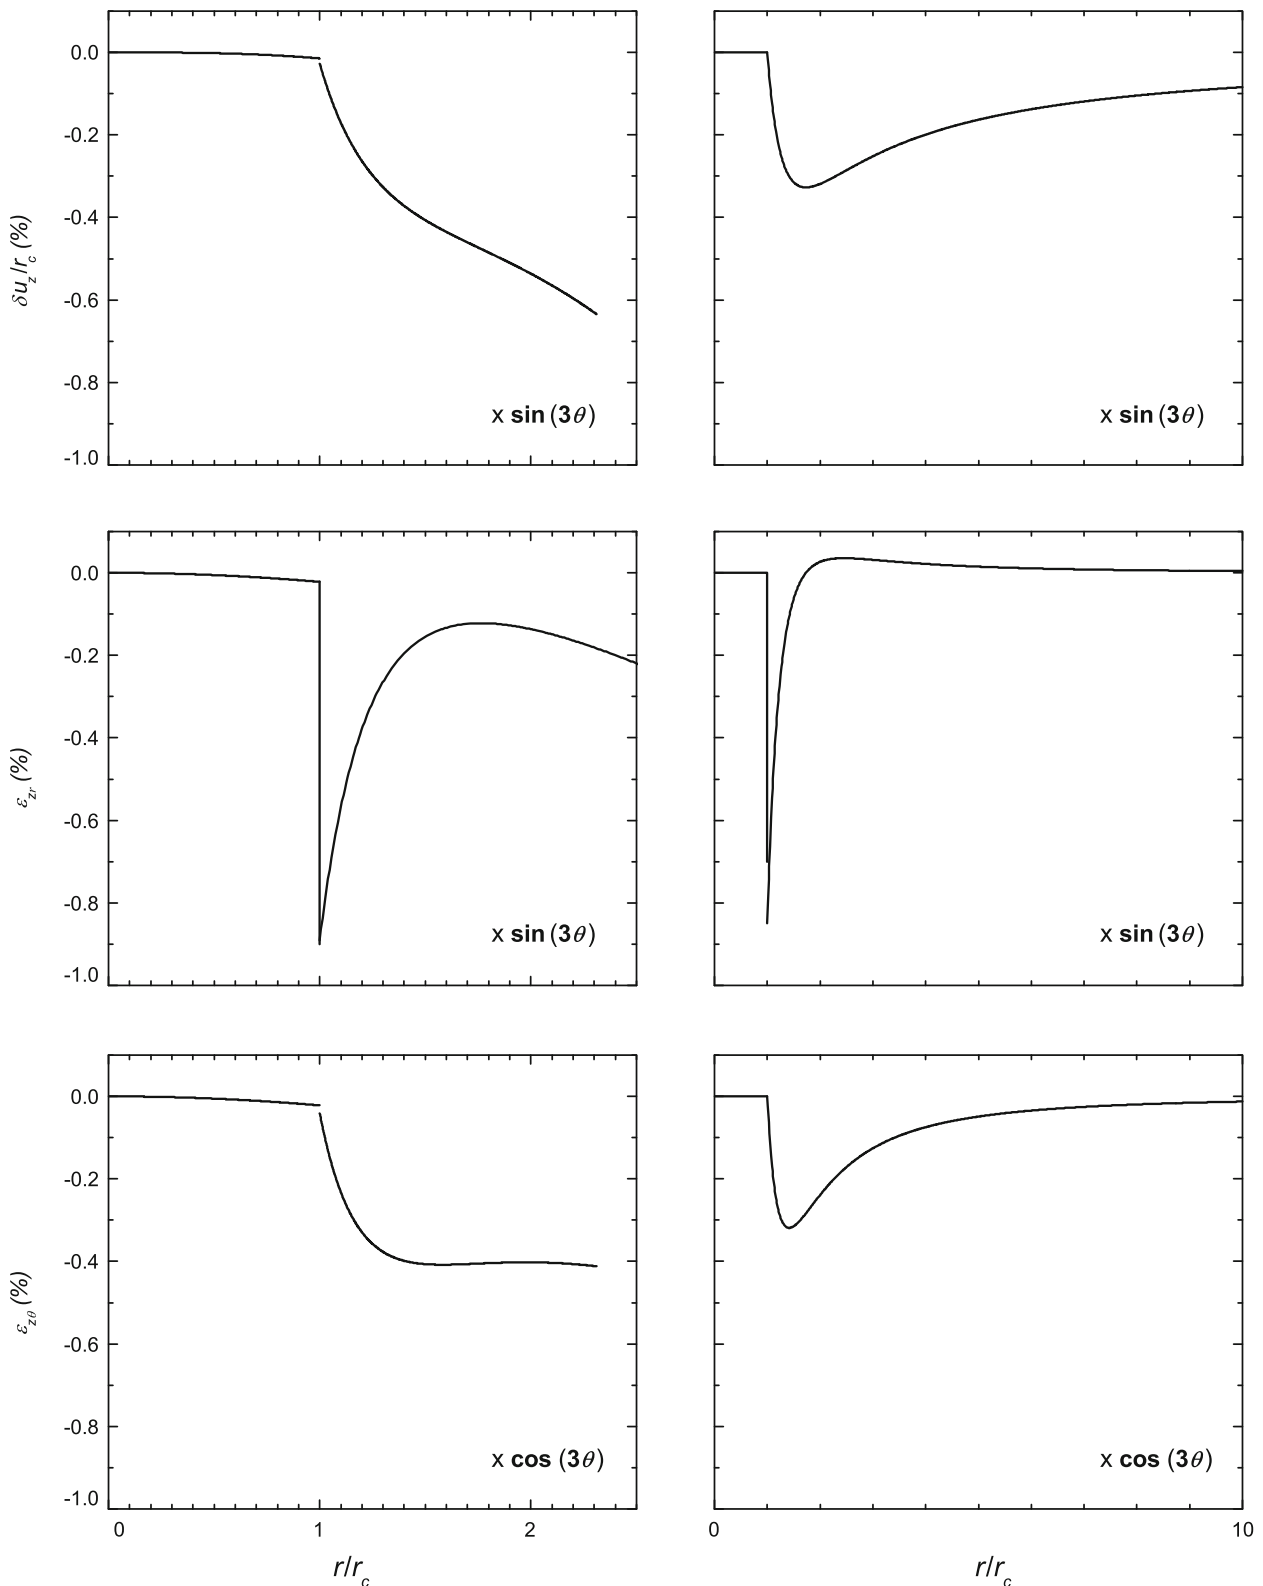 0.0
-0.2
-0.4
-0.6
-0.8
-1.0
δu_z/r_c (%)
x sin (3θ)
x sin (3θ)
0.0
-0.2
-0.4
-0.6
-0.8
-1.0
ε_zr (%)
x sin (3θ)
x sin (3θ)
0.0
-0.2
-0.4
-0.6
-0.8
-1.0
ε_zθ (%)
x cos (3θ)
x cos (3θ)
0 1 2
0 10
r/r_c
r/r_c